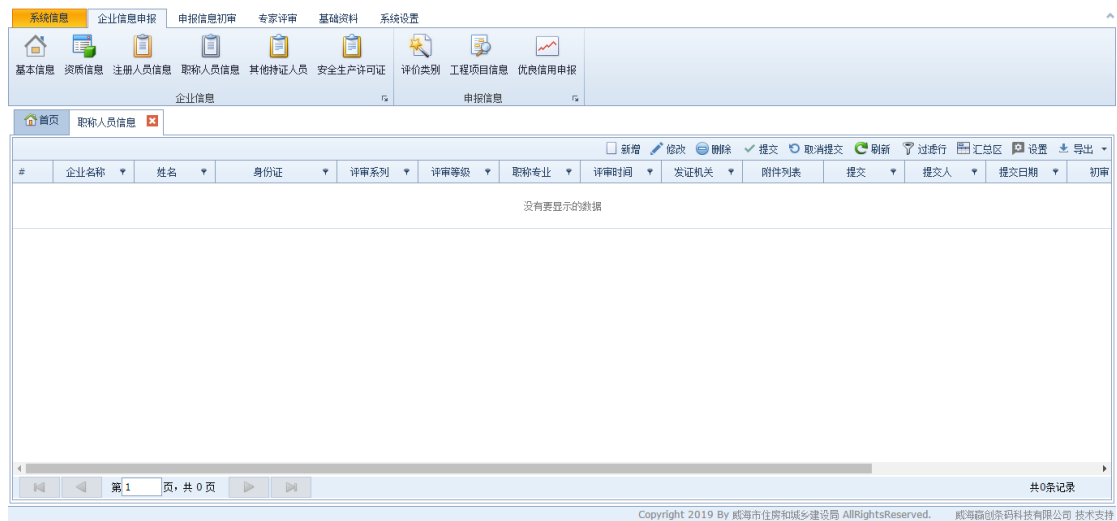 系统信息 企业信息申报 申报信息初审 专家评审 基础资料 系统设置
基本信息 资质信息 注册人员信息 职称人员信息 其他持证人员 安全生产许可证 评价类别 工程项目信息 优良信用申报
企业信息 申报信息
首页 职称人员信息
新增 修改 删除 提交 取消提交 刷新 过滤行 汇总区 设置 导出
# 企业名称 姓名 身份证 评审系列 评审等级 职称专业 评审时间 发证机关 附件列表 提交 提交人 提交日期 初审
没有要显示的数据
第 1 页，共 0 页 共0条记录
Copyright 2019 By 威海市住房和城乡建设局 AllRightsReserved. 威海蓊创条码科技有限公司 技术支持